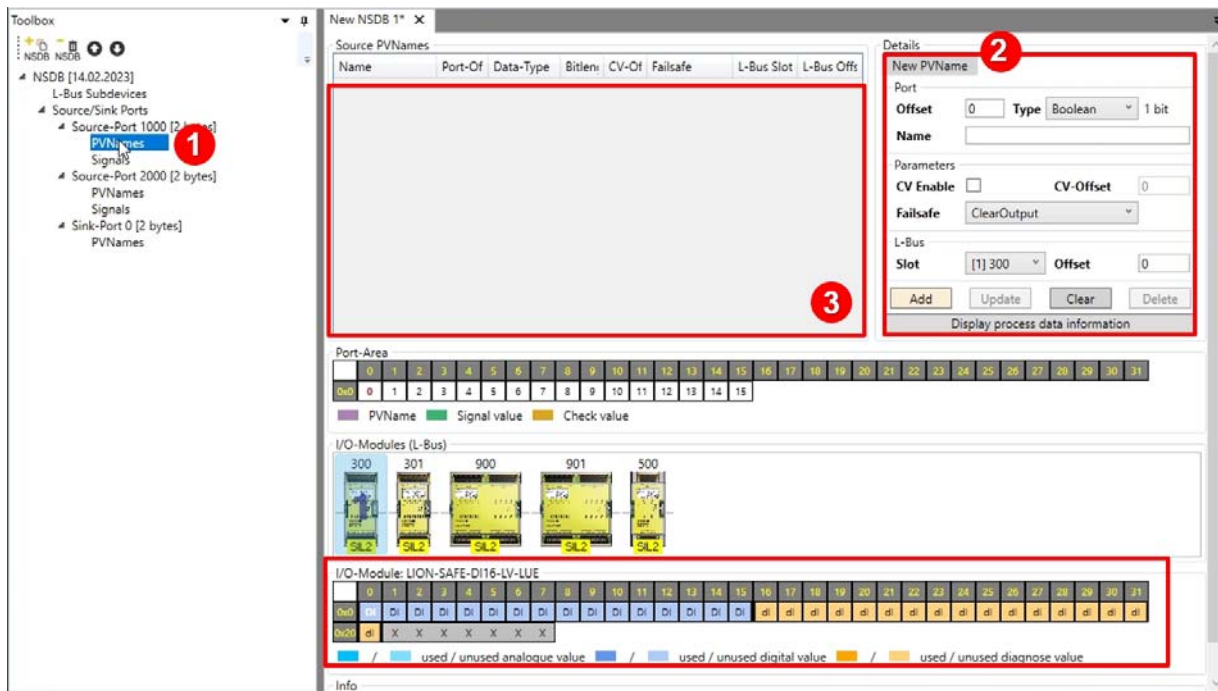 Toolbox
NSDB NSDB
NSDB [14.02.2023]
L-Bus Subdevices
Source/Sink Ports
Source-Port 1000 [2 bytes]
PVNames
1
Signals
Source-Port 2000 [2 bytes]
PVNames
Signals
Sink-Port 0 [2 bytes]
PVNames
New NSDB 1*
Source PVNames
Name Port-Of Data-Type Bitlen CV-Of Failsafe L-Bus Slot L-Bus Offs
3
Details
2
New PVName
Port
Offset 0 Type Boolean 1 bit
Name
Parameters
CV Enable CV-Offset 0
Failsafe ClearOutput
L-Bus
Slot [1] 300 Offset 0
Add Update Clear Delete
Display process data information
Port-Area
0 1 2 3 4 5 6 7 8 9 10 11 12 13 14 15 16 17 18 19 20 21 22 23 24 25 26 27 28 29 30 31
0x0 0 1 2 3 4 5 6 7 8 9 10 11 12 13 14 15
PVName Signal value Check value
I/O-Modules (L-Bus)
300 301 900 901 500
1
SIL2 SIL2 SIL2 SIL2 SIL2
I/O-Module: LION-SAFE-DI16-LV-LUE
0 1 2 3 4 5 6 7 8 9 10 11 12 13 14 15 16 17 18 19 20 21 22 23 24 25 26 27 28 29 30 31
0x0 DI DI DI DI DI DI DI DI DI DI DI DI DI DI DI DI dI dI dI dI dI dI dI dI dI dI dI dI dI dI dI dI
0x20 dI X X X X X X X
/ used / unused analogue value / used / unused digital value / used / unused diagnose value
Info